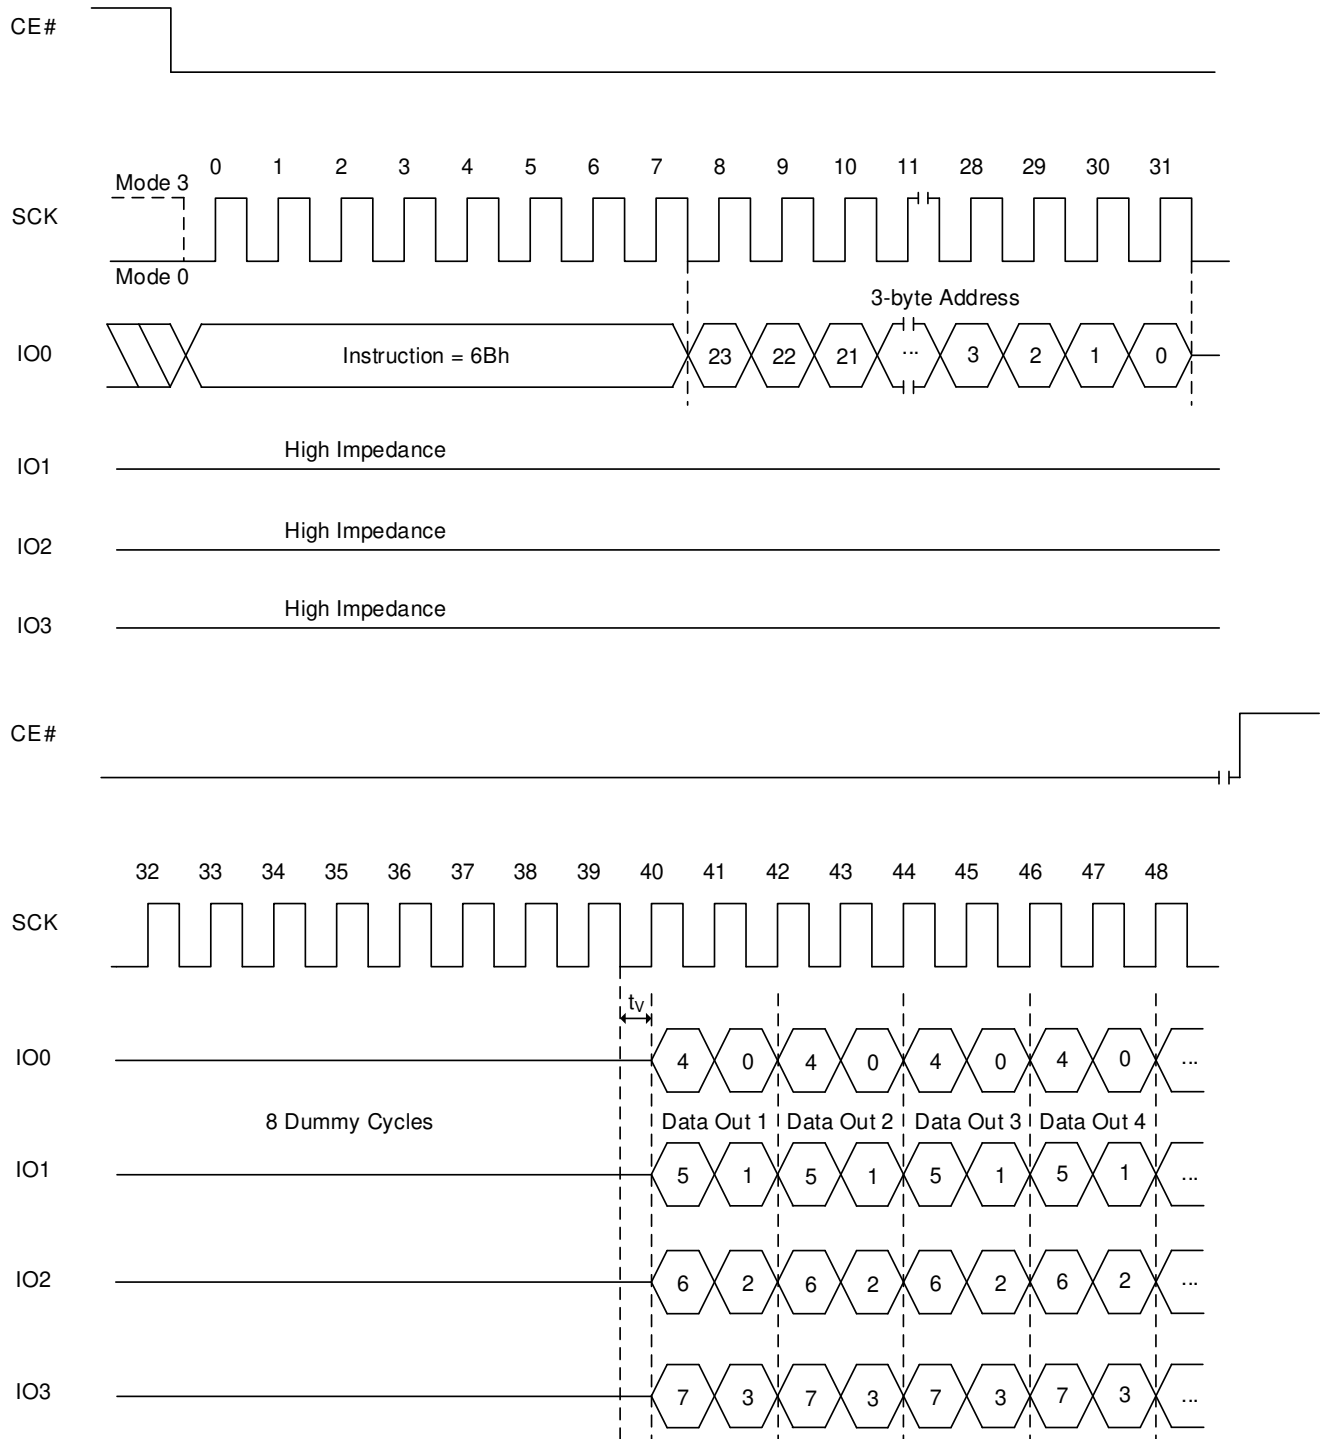 CE#
0 1 2 3 4 5 6 7 8 9 10 11 28 29 30 31
Mode 3
SCK
Mode 0
3-byte Address
IO0 Instruction = 6Bh 23 22 21 ... 3 2 1 0
High Impedance
IO1
High Impedance
IO2
High Impedance
IO3
CE#
32 33 34 35 36 37 38 39 40 41 42 43 44 45 46 47 48
SCK
tV
IO0 4 0 4 0 4 0 4 0 ...
8 Dummy Cycles Data Out 1 Data Out 2 Data Out 3 Data Out 4
IO1 5 1 5 1 5 1 5 1 ...
IO2 6 2 6 2 6 2 6 2 ...
IO3 7 3 7 3 7 3 7 3 ...